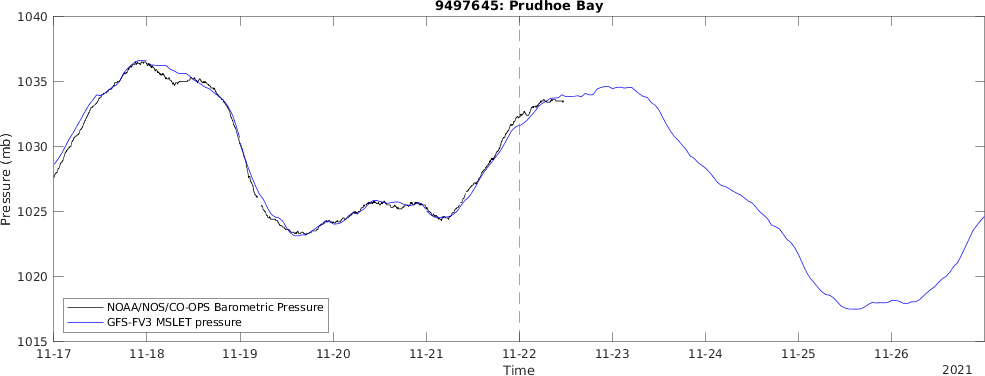 9497645: Prudhoe Bay
1040
1035
1030
1025
1020
1015
Pressure (mb)
NOAA/NOS/CO-OPS Barometric Pressure
GFS-FV3 MSLET pressure
11-17 11-18 11-19 11-20 11-21 11-22 11-23 11-24 11-25 11-26
Time
2021